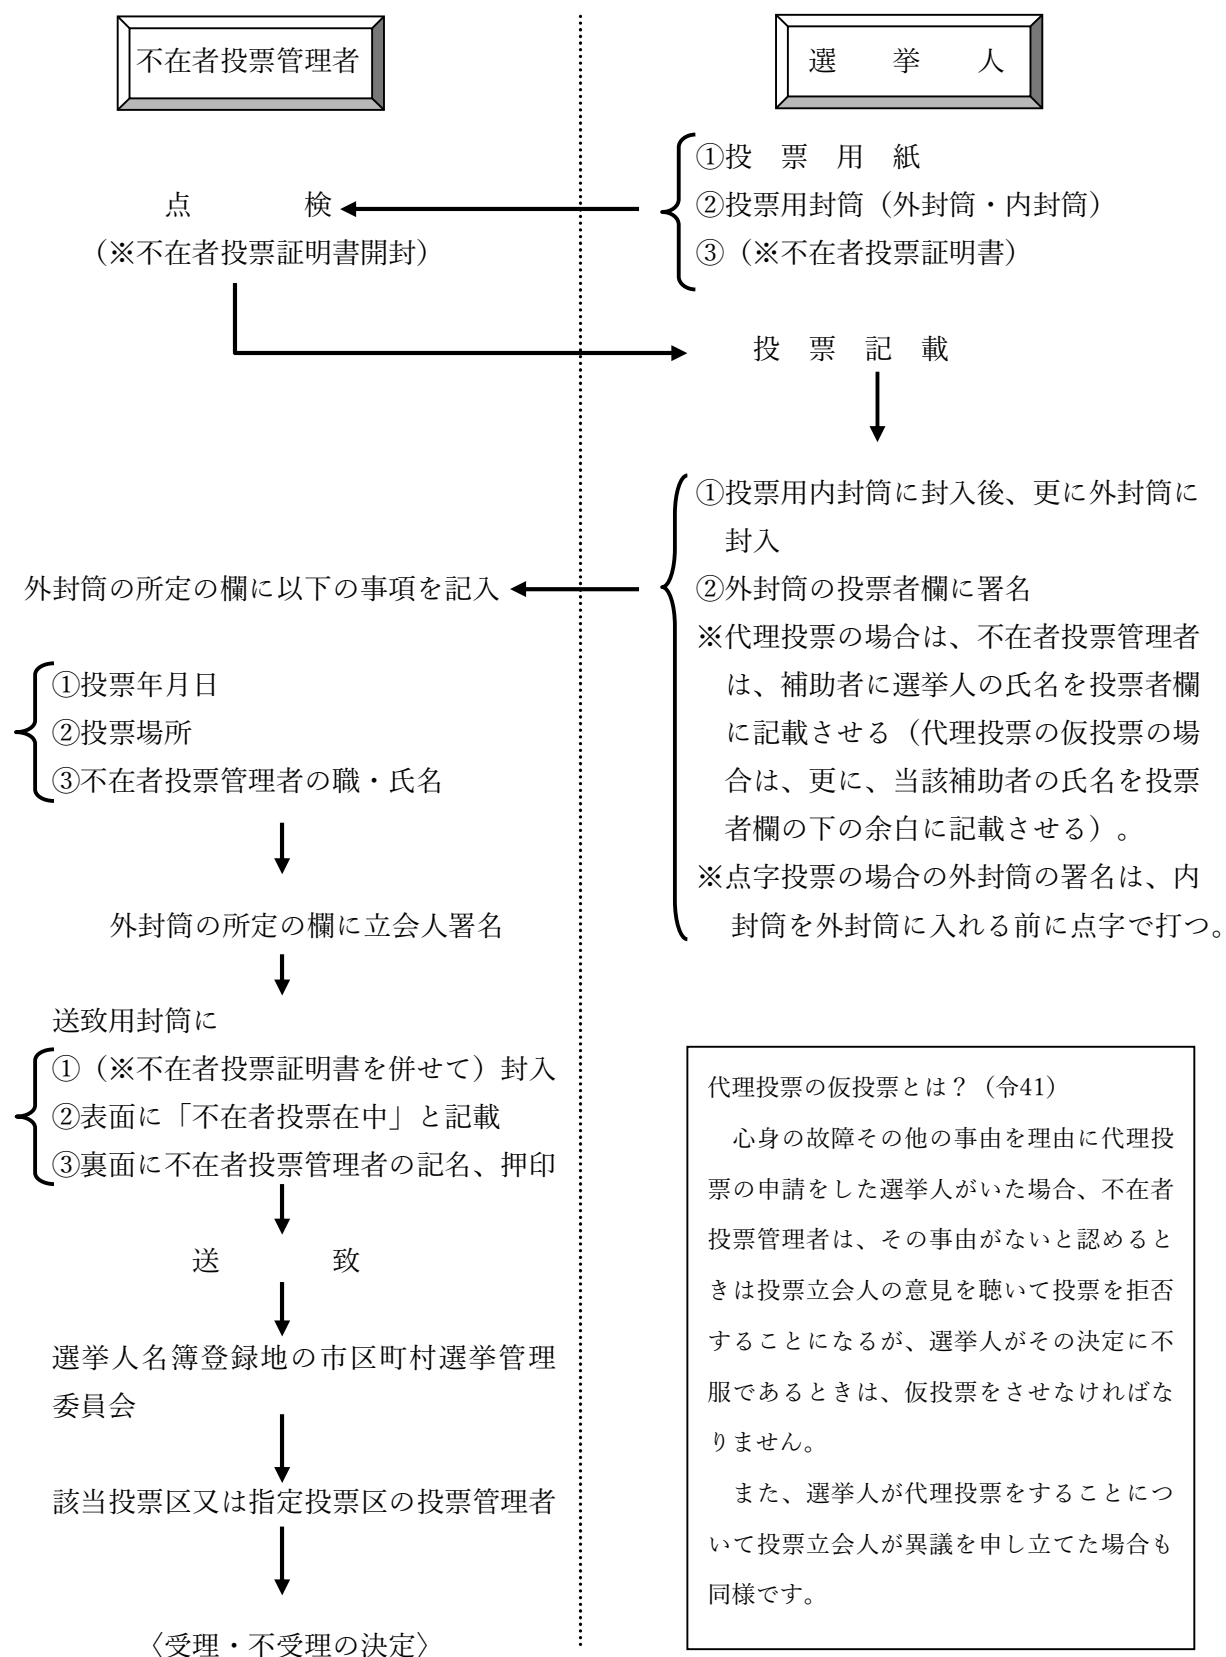 不在者投票管理者
選　挙　人
①投　票　用　紙
②投票用封筒（外封筒・内封筒）
③（※不在者投票証明書）
点　　　　検
（※不在者投票証明書開封）
投　票　記　載
①投票用内封筒に封入後、更に外封筒に
封入
②外封筒の投票者欄に署名
※代理投票の場合は、不在者投票管理者
は、補助者に選挙人の氏名を投票者欄
に記載させる（代理投票の仮投票の場
合は、更に、当該補助者の氏名を投票
者欄の下の余白に記載させる）。
※点字投票の場合の外封筒の署名は、内
封筒を外封筒に入れる前に点字で打つ。
外封筒の所定の欄に以下の事項を記入
①投票年月日
②投票場所
③不在者投票管理者の職・氏名
外封筒の所定の欄に立会人署名
送致用封筒に
①（※不在者投票証明書を併せて）封入
②表面に「不在者投票在中」と記載
③裏面に不在者投票管理者の記名、押印
送　　　　致
選挙人名簿登録地の市区町村選挙管理
委員会
該当投票区又は指定投票区の投票管理者
〈受理・不受理の決定〉
代理投票の仮投票とは？（令41）
　心身の故障その他の事由を理由に代理投
票の申請をした選挙人がいた場合、不在者
投票管理者は、その事由がないと認めると
きは投票立会人の意見を聴いて投票を拒否
することになるが、選挙人がその決定に不
服であるときは、仮投票をさせなければな
りません。
　また、選挙人が代理投票をすることにつ
いて投票立会人が異議を申し立てた場合も
同様です。